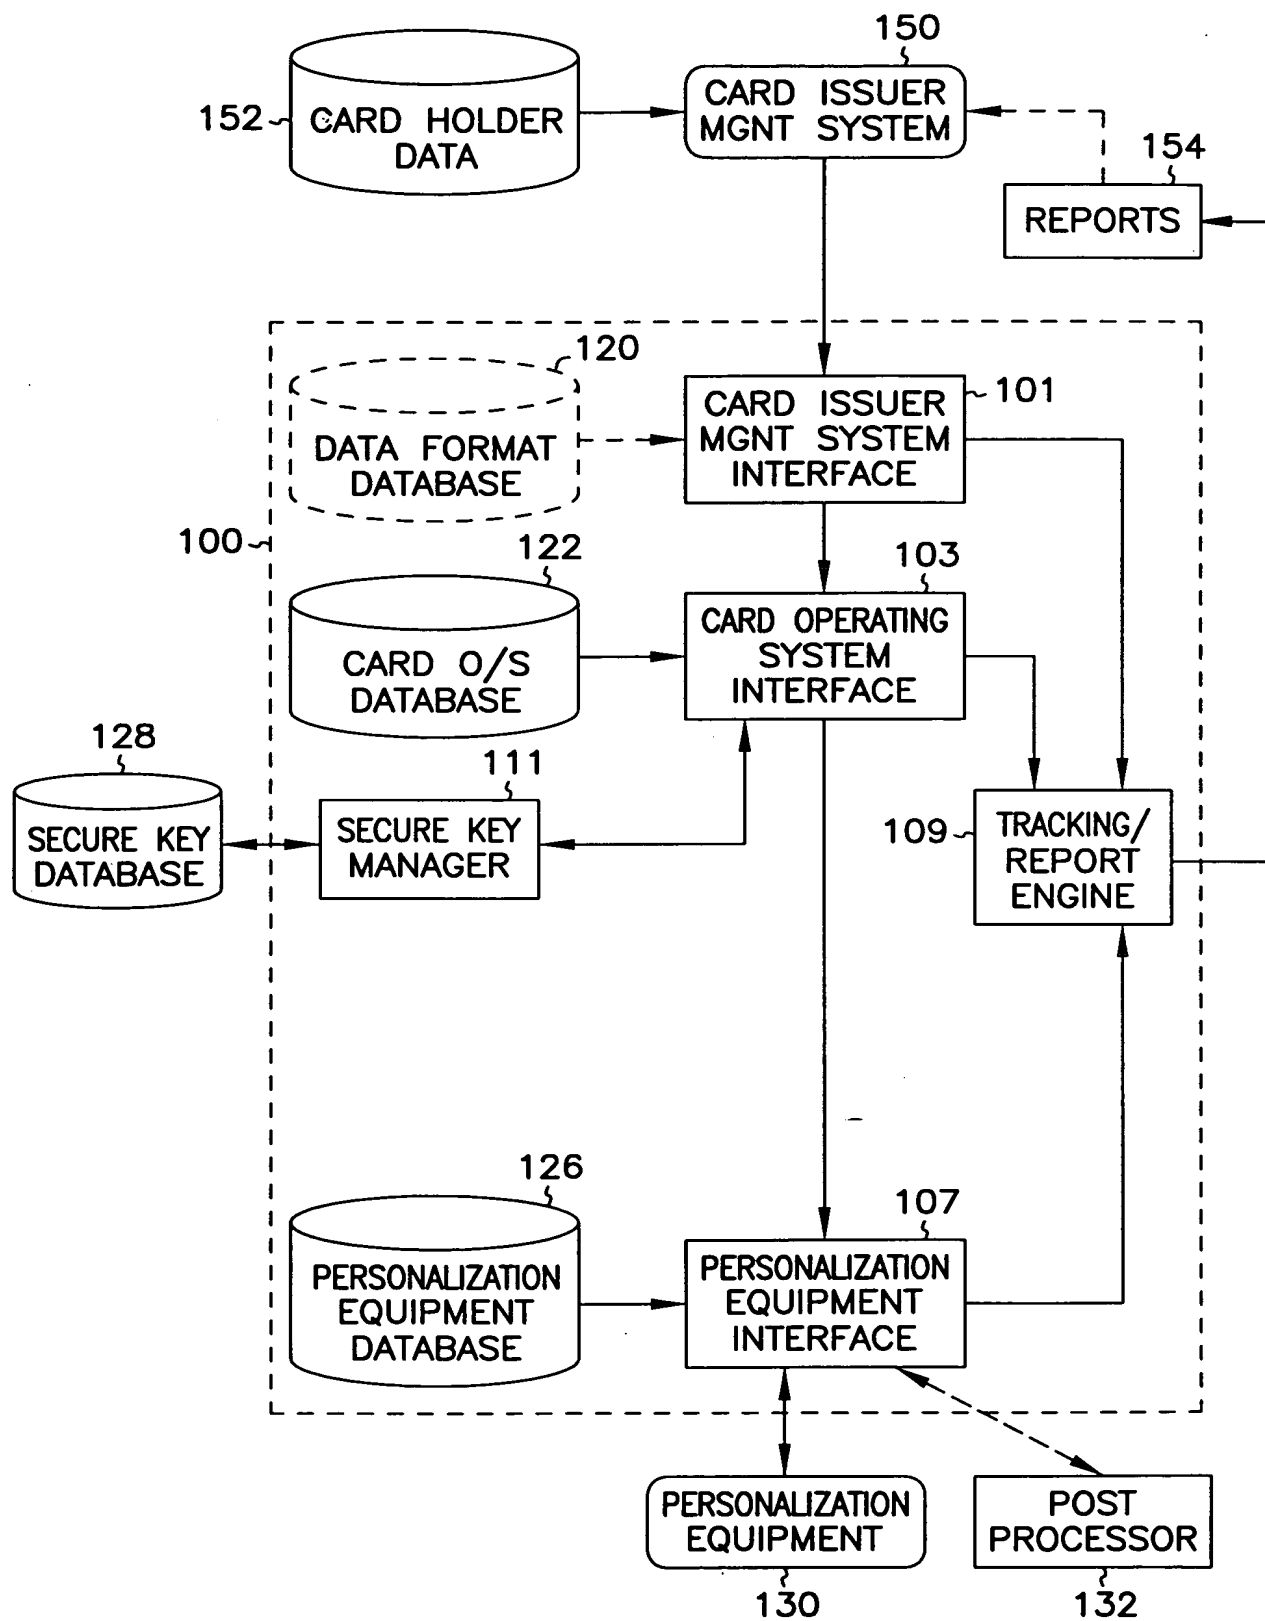 150
CARD ISSUER
MGNT SYSTEM
152
CARD HOLDER
DATA
154
REPORTS
120
DATA FORMAT
DATABASE
101
CARD ISSUER
MGNT SYSTEM
INTERFACE
100
122
CARD O/S
DATABASE
103
CARD OPERATING
SYSTEM
INTERFACE
128
SECURE KEY
DATABASE
111
SECURE KEY
MANAGER
109
TRACKING/
REPORT
ENGINE
126
PERSONALIZATION
EQUIPMENT
DATABASE
107
PERSONALIZATION
EQUIPMENT
INTERFACE
PERSONALIZATION
EQUIPMENT
130
POST
PROCESSOR
132